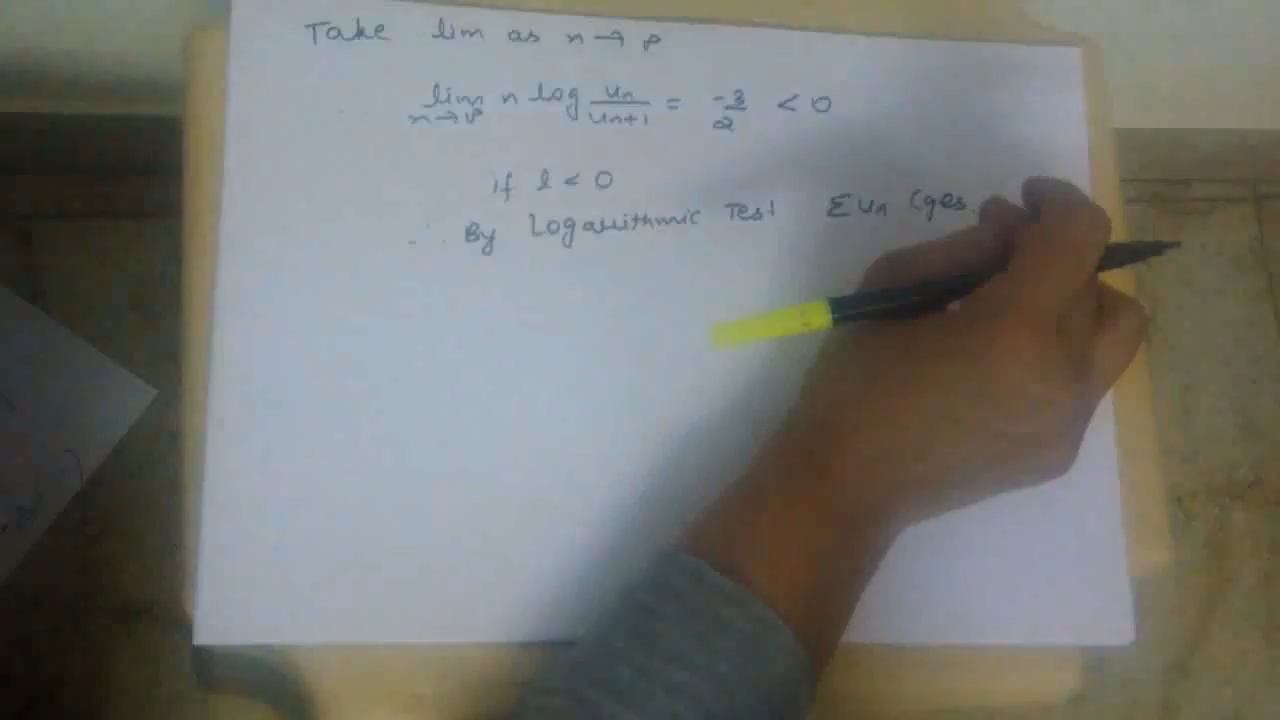 Take lim as n→∞
lim n→∞ n log un/un+1 = -3/2 < 0
if l < 0
∴ By Logarithmic Test Σun Cges.